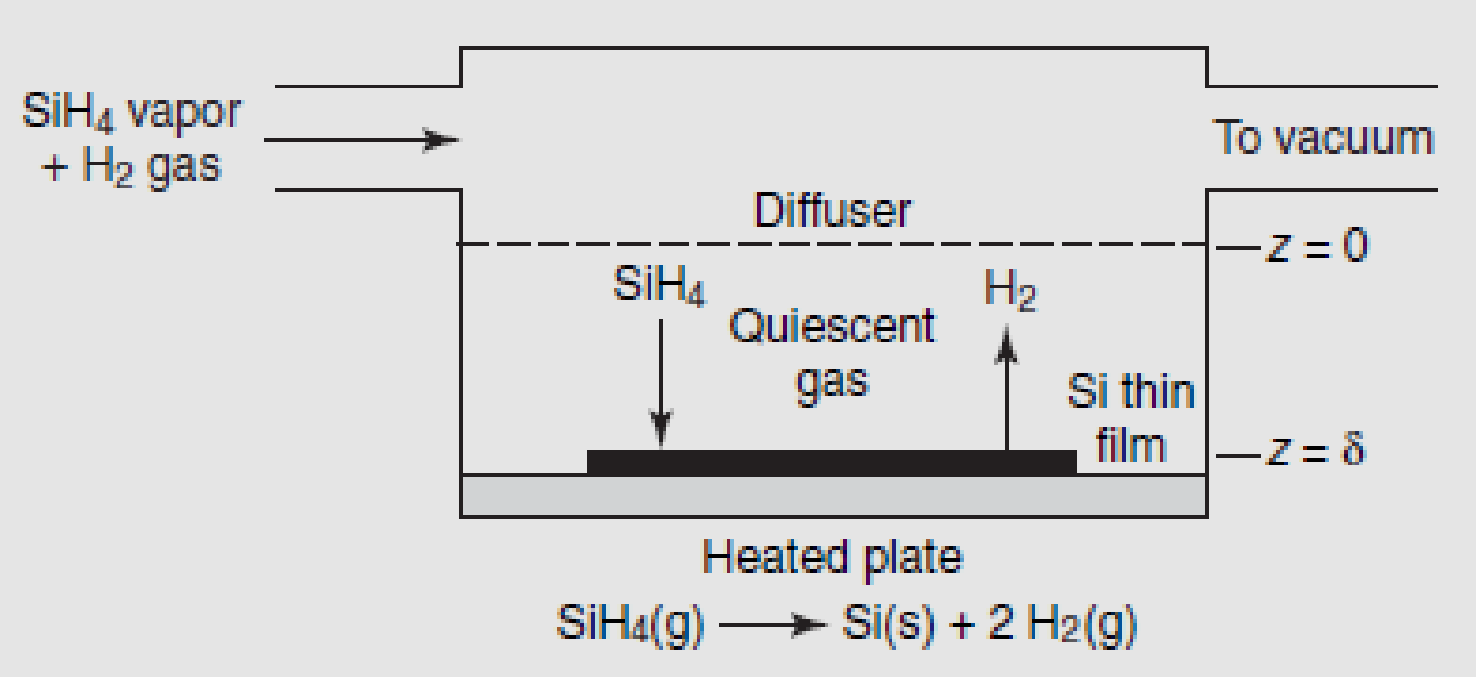 SiH4 vapor
+ H2 gas
To vacuum
Diffuser
z = 0
SiH4
H2
Quiescent
gas
Si thin
film
z = δ
Heated plate
SiH4(g) ⟶ Si(s) + 2 H2(g)